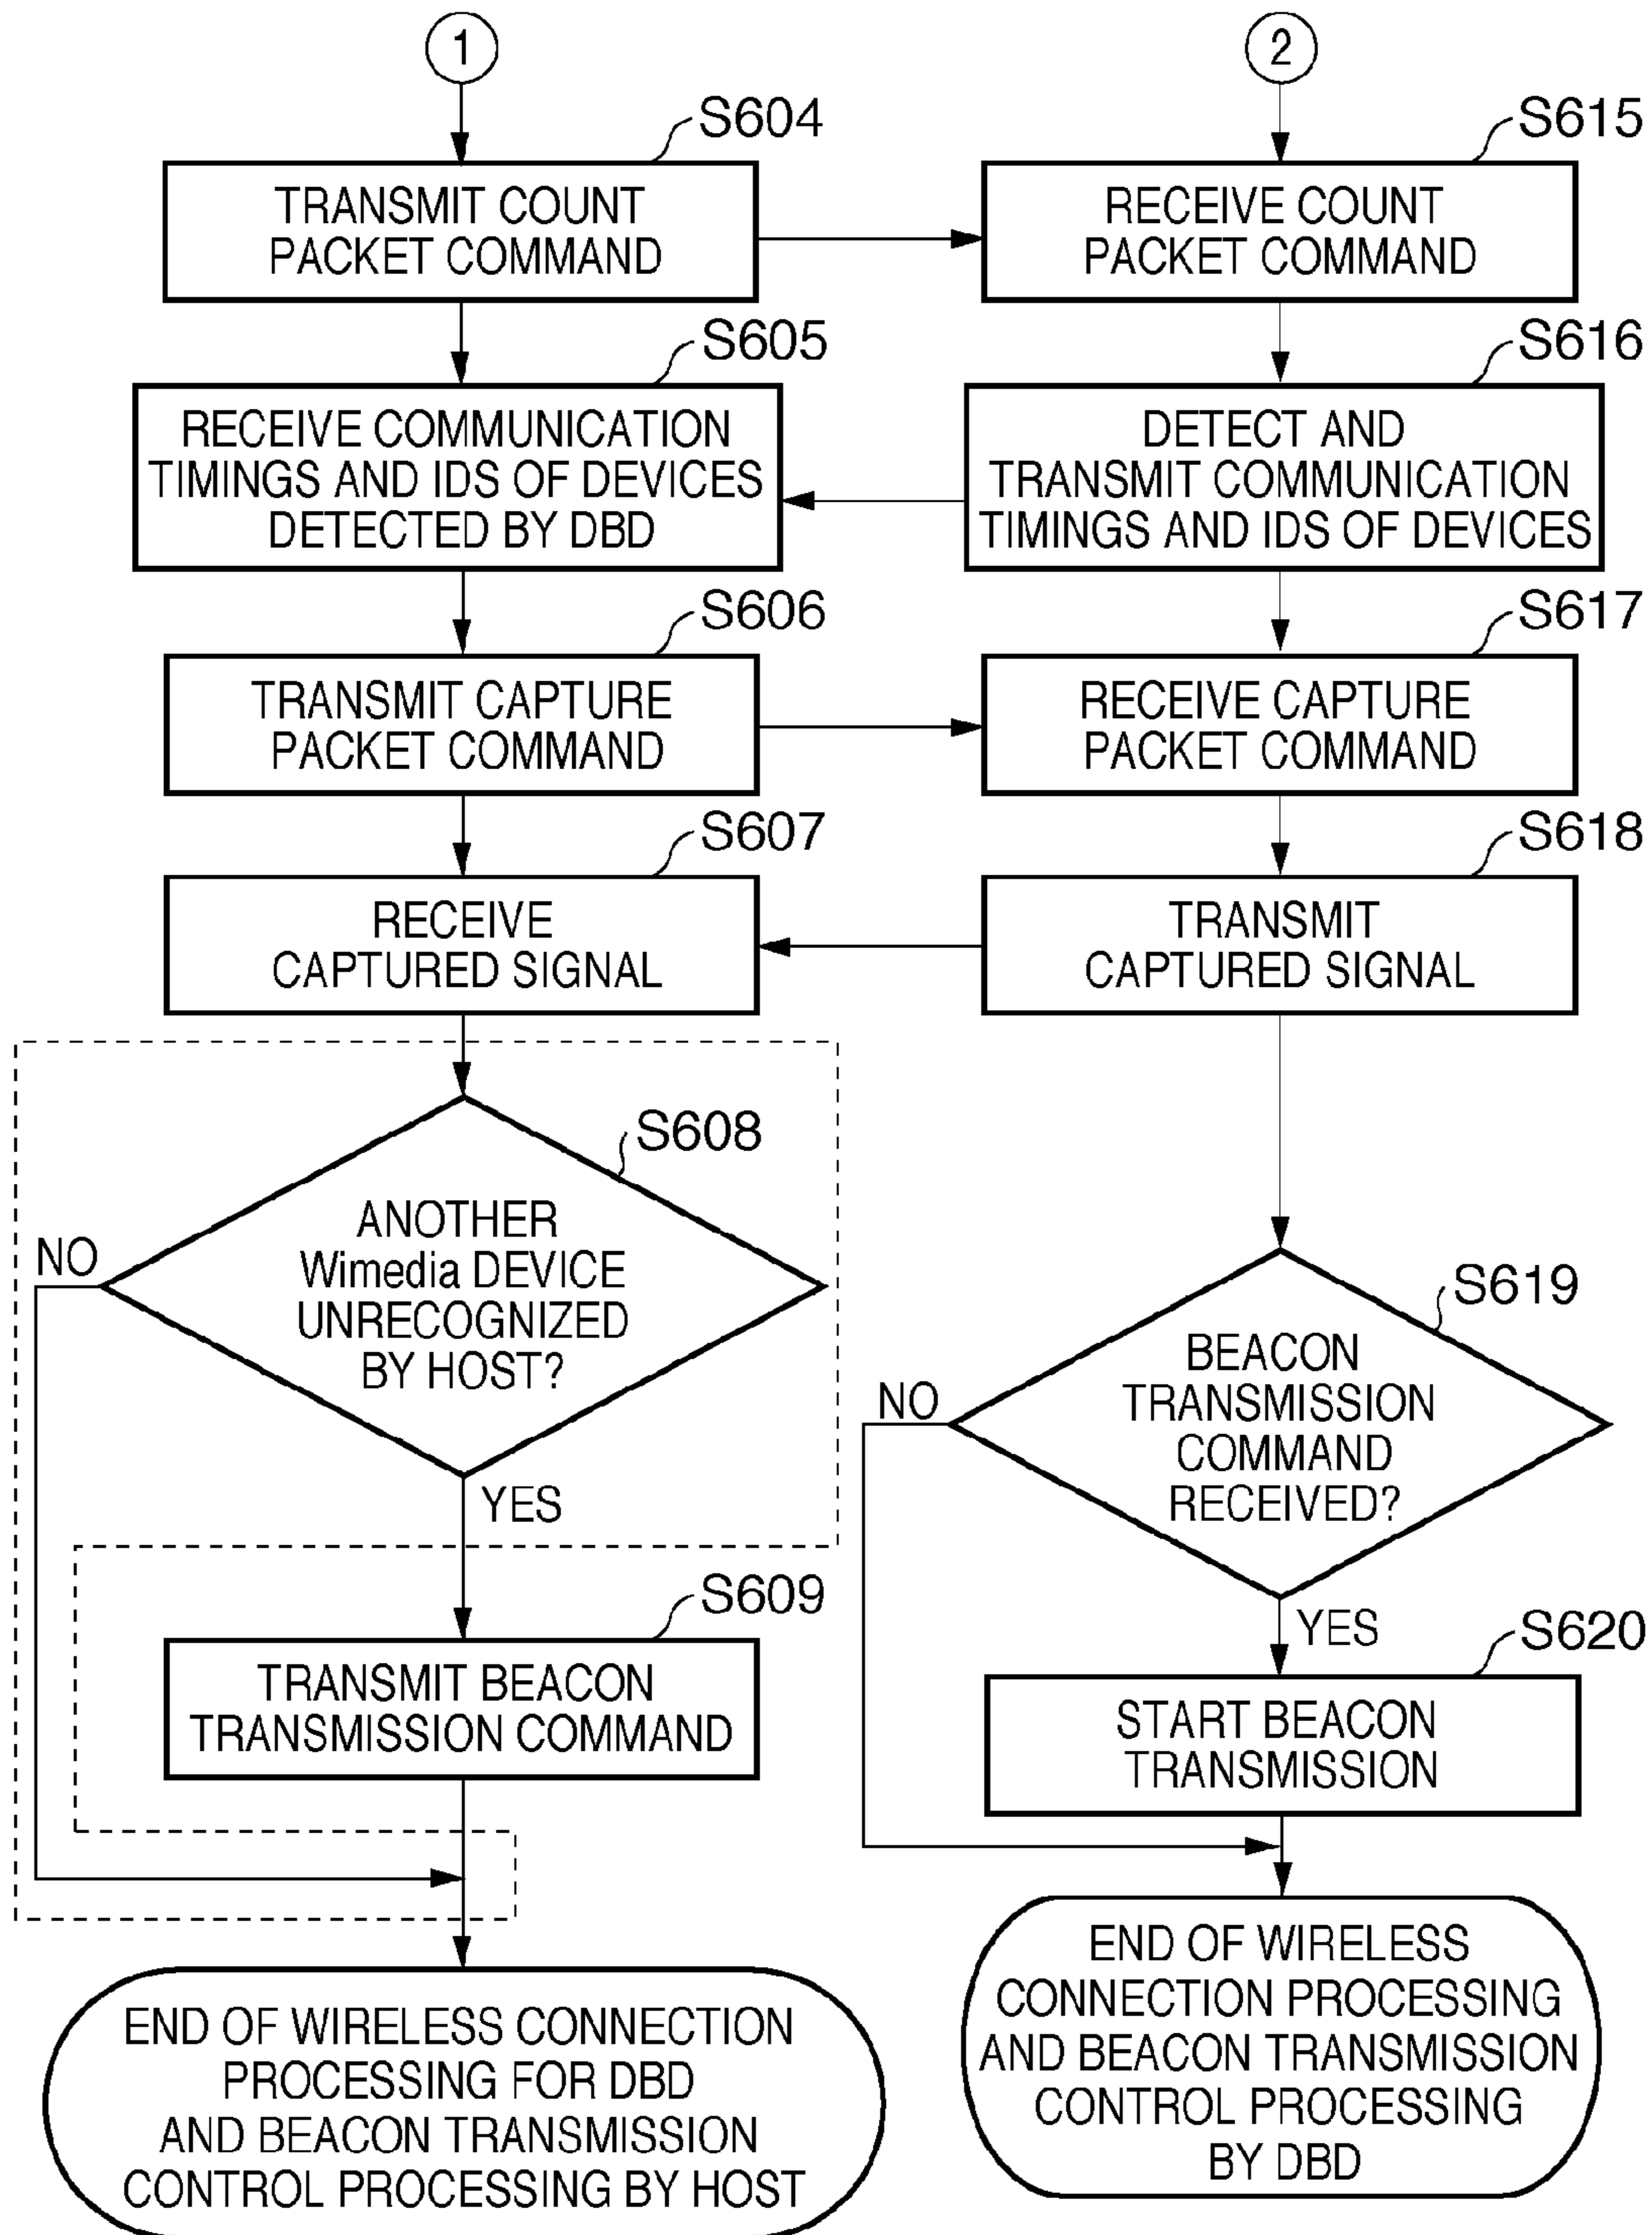 1
2
S604
TRANSMIT COUNT
PACKET COMMAND
S615
RECEIVE COUNT
PACKET COMMAND
S605
RECEIVE COMMUNICATION
TIMINGS AND IDS OF DEVICES
DETECTED BY DBD
S616
DETECT AND
TRANSMIT COMMUNICATION
TIMINGS AND IDS OF DEVICES
S606
TRANSMIT CAPTURE
PACKET COMMAND
S617
RECEIVE CAPTURE
PACKET COMMAND
S607
RECEIVE
CAPTURED SIGNAL
S618
TRANSMIT
CAPTURED SIGNAL
S608
ANOTHER
Wimedia DEVICE
UNRECOGNIZED
BY HOST?
NO
YES
S619
BEACON
TRANSMISSION
COMMAND
RECEIVED?
NO
YES
S609
TRANSMIT BEACON
TRANSMISSION COMMAND
S620
START BEACON
TRANSMISSION
END OF WIRELESS CONNECTION
PROCESSING FOR DBD
AND BEACON TRANSMISSION
CONTROL PROCESSING BY HOST
END OF WIRELESS
CONNECTION PROCESSING
AND BEACON TRANSMISSION
CONTROL PROCESSING
BY DBD